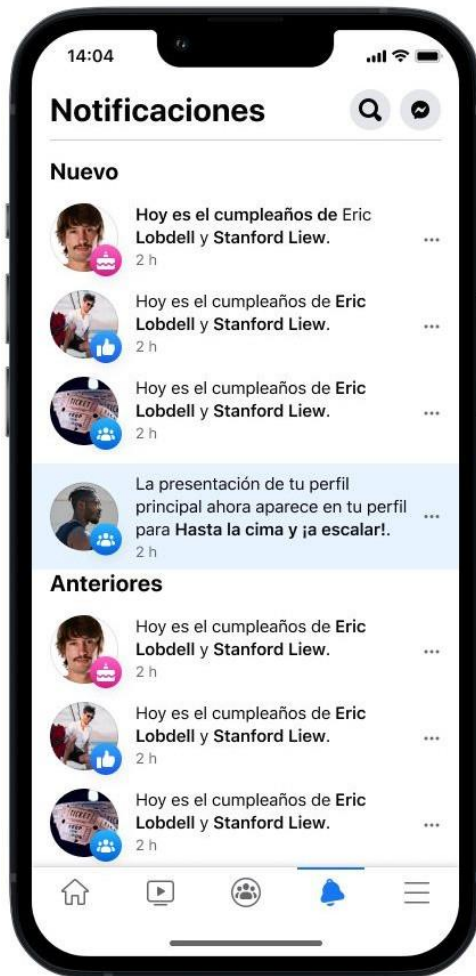 14:04
Notificaciones
Nuevo
Hoy es el cumpleaños de Eric
Lobdell y Stanford Liew.
2 h
Hoy es el cumpleaños de Eric
Lobdell y Stanford Liew.
2 h
Hoy es el cumpleaños de Eric
Lobdell y Stanford Liew.
2 h
La presentación de tu perfil
principal ahora aparece en tu perfil
para Hasta la cima y ¡a escalar!.
2 h
Anteriores
Hoy es el cumpleaños de Eric
Lobdell y Stanford Liew.
2 h
Hoy es el cumpleaños de Eric
Lobdell y Stanford Liew.
2 h
Hoy es el cumpleaños de Eric
Lobdell y Stanford Liew.
2 h
TICKET
TICKET